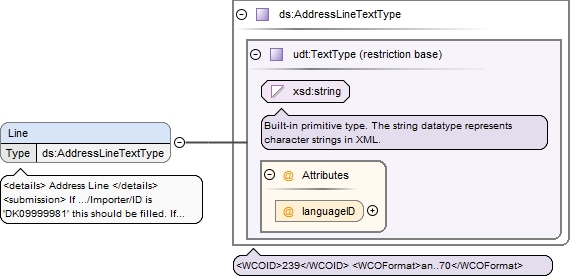 Line
Type ds:AddressLineTextType
<details> Address Line </details>
<submission> If .../Importer/ID is
'DK09999981' this should be filled. If...
ds:AddressLineTextType
udt:TextType (restriction base)
xsd:string
Built-in primitive type. The string datatype represents
character strings in XML.
@ Attributes
@ languageID
<WCOID>239</WCOID> <WCOFormat>an..70</WCOFormat>